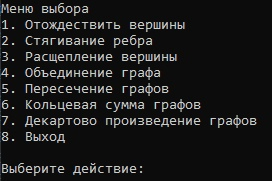 Меню выбора
1. Отождествить вершины
2. Стягивание ребра
3. Расщепление вершины
4. Объединение графа
5. Пересечение графов
6. Кольцевая сумма графов
7. Декартово произведение графов
8. Выход
Выберите действие: